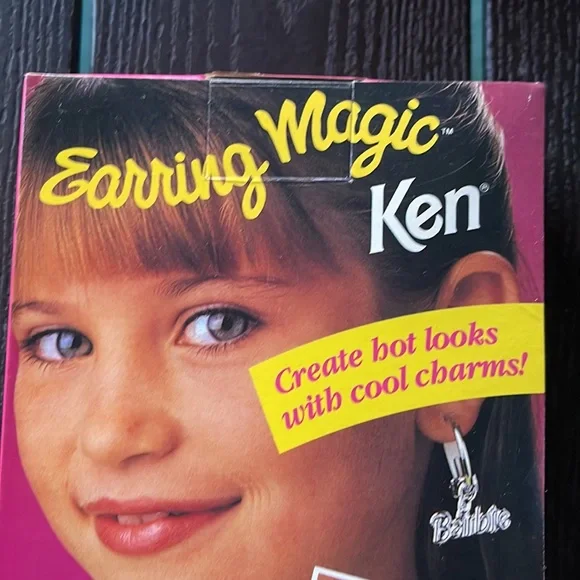 Earring Magic™
Ken®
Create hot looks
with cool charms!
Barbie